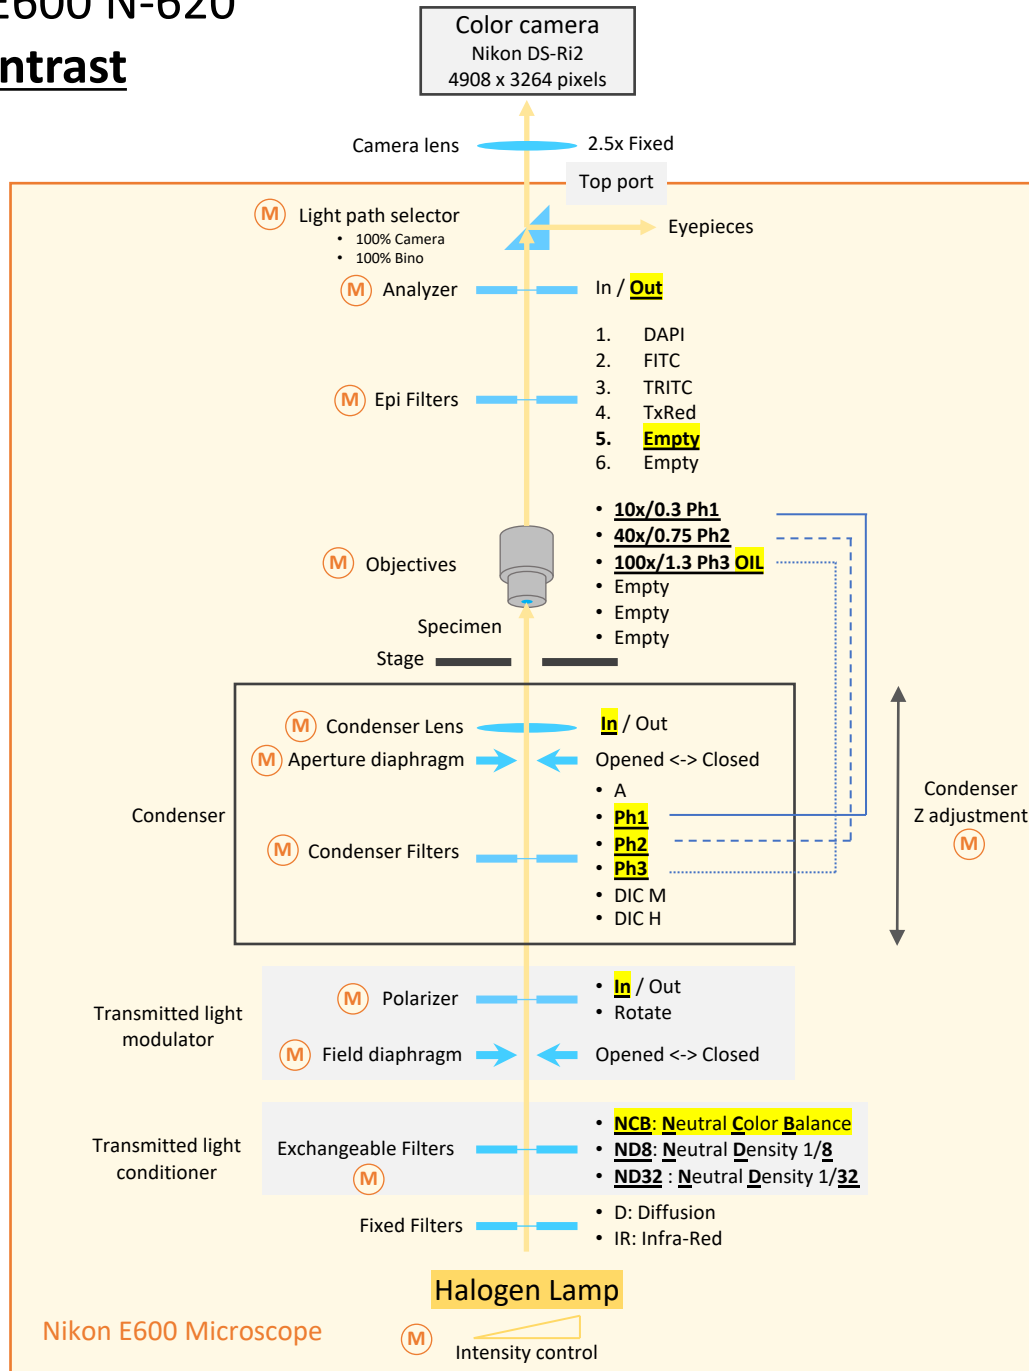 E600 N-620
ntrast
Color camera
Nikon DS-Ri2
4908 x 3264 pixels
Camera lens
2.5x Fixed
Top port
M Light path selector
• 100% Camera
• 100% Bino
Eyepieces
M Analyzer
In / Out
1. DAPI
2. FITC
3. TRITC
4. TxRed
5. Empty
6. Empty
M Epi Filters
• 10x/0.3 Ph1
• 40x/0.75 Ph2
• 100x/1.3 Ph3 OIL
• Empty
• Empty
• Empty
M Objectives
Specimen
Stage
M Condenser Lens
In / Out
M Aperture diaphragm
Opened <-> Closed
Condenser
• A
• Ph1
• Ph2
• Ph3
• DIC M
• DIC H
M Condenser Filters
Condenser
Z adjustment
M
Transmitted light
modulator
M Polarizer
• In / Out
• Rotate
M Field diaphragm
Opened <-> Closed
Transmitted light
conditioner
Exchangeable Filters
M
• NCB: Neutral Color Balance
• ND8: Neutral Density 1/8
• ND32 : Neutral Density 1/32
Fixed Filters
• D: Diffusion
• IR: Infra-Red
Halogen Lamp
Nikon E600 Microscope
M
Intensity control